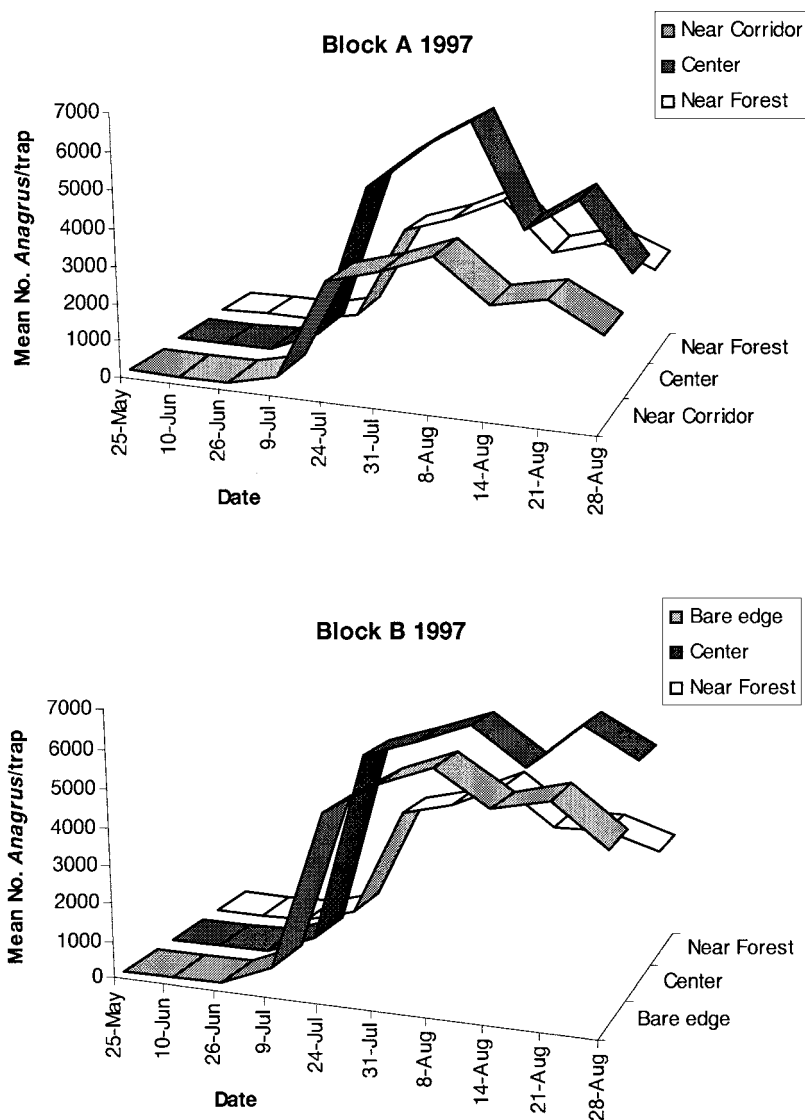 Block A 1997
Near Corridor
Center
Near Forest
Mean No. Anagrus/trap
7000
6000
5000
4000
3000
2000
1000
0
25-May
10-Jun
26-Jun
9-Jul
24-Jul
31-Jul
8-Aug
14-Aug
21-Aug
28-Aug
Near Forest
Center
Near Corridor
Date
Block B 1997
Bare edge
Center
Near Forest
Mean No. Anagrus/trap
7000
6000
5000
4000
3000
2000
1000
0
25-May
10-Jun
26-Jun
9-Jul
24-Jul
31-Jul
8-Aug
14-Aug
21-Aug
28-Aug
Near Forest
Center
Bare edge
Date